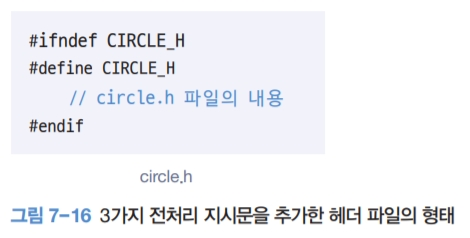 #ifndef CIRCLE_H
#define CIRCLE_H
// circle.h 파일의 내용
#endif
circle.h
그림 7-16 3가지 전처리 지시문을 추가한 헤더 파일의 형태